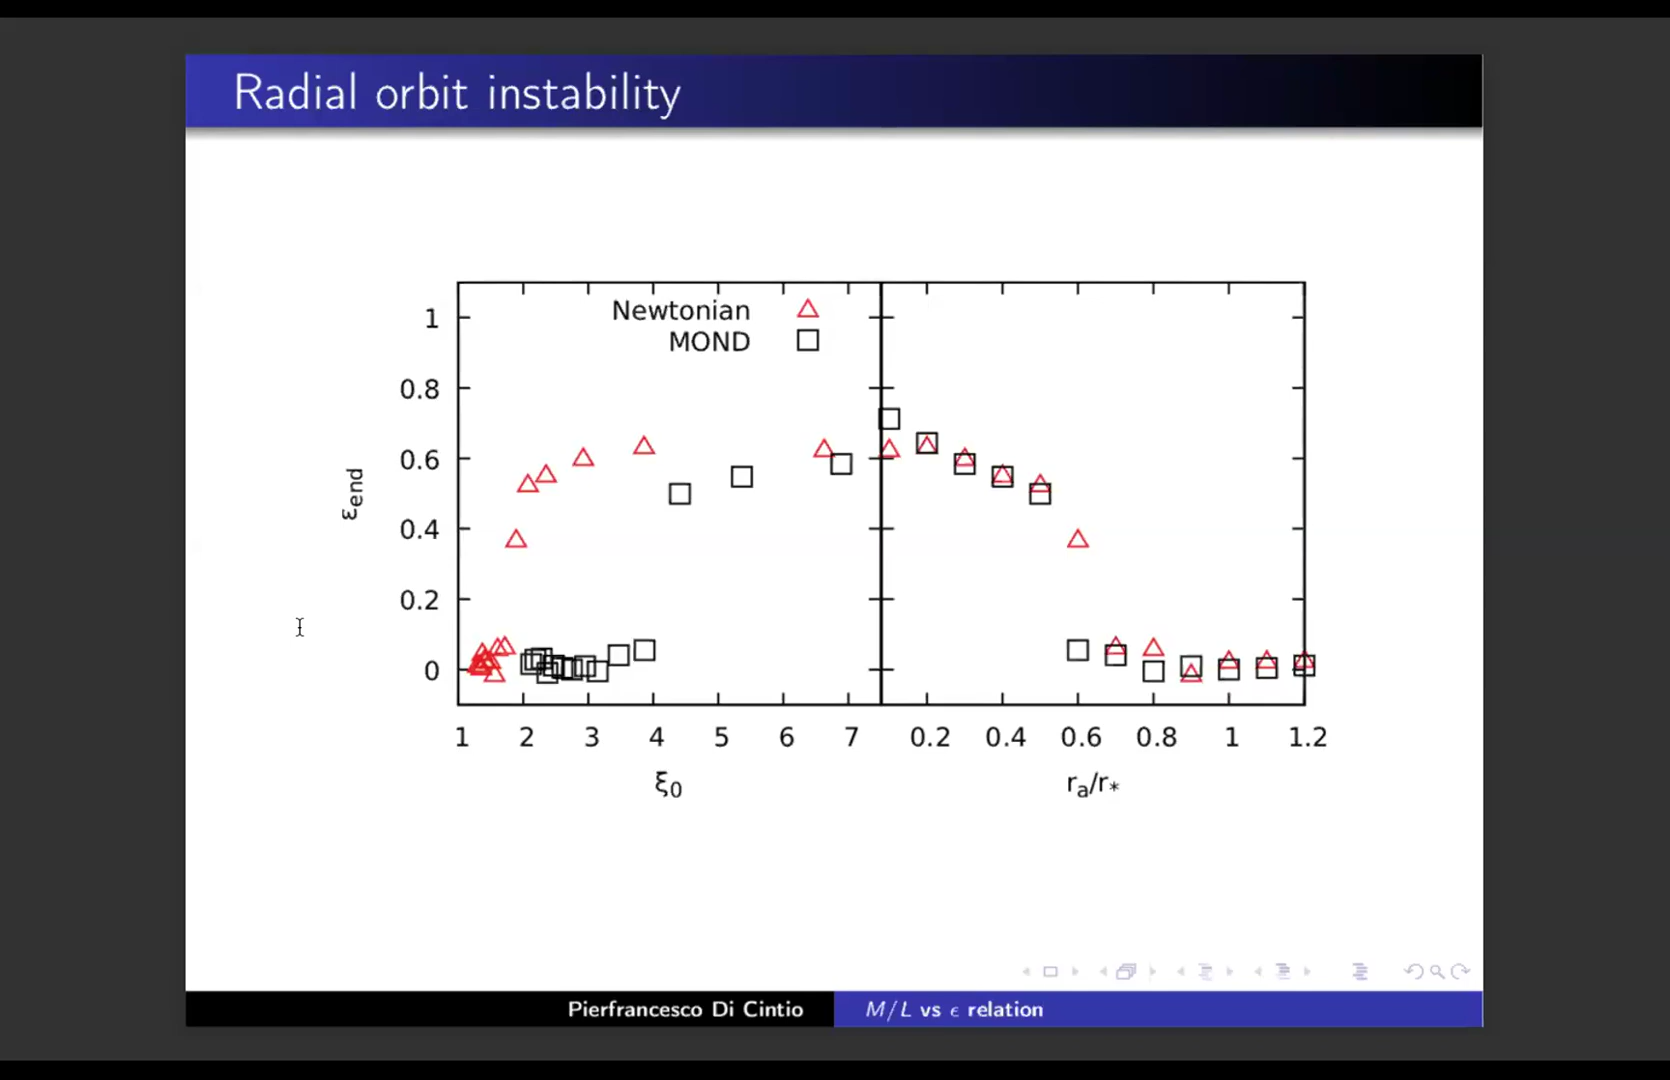 Radial orbit instability
Newtonian
MOND
1
0.8
0.6
0.4
0.2
0
ε_end
1 2 3 4 5 6 7
0.2 0.4 0.6 0.8 1 1.2
ξ₀
r_a/r_*
Pierfrancesco Di Cintio
M/L vs ϵ relation